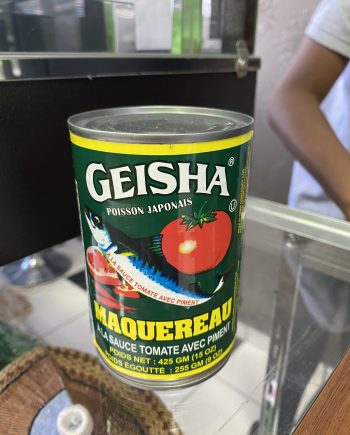 GEISHA®
POISSON JAPONAIS
A LA SAUCE TOMATE AVEC PIMENT
MAQUEREAU
A LA SAUCE TOMATE AVEC PIMENT
POIDS NET : 425 GM (15 OZ)
POIDS EGOUTTÉ : 255 GM (9 OZ)